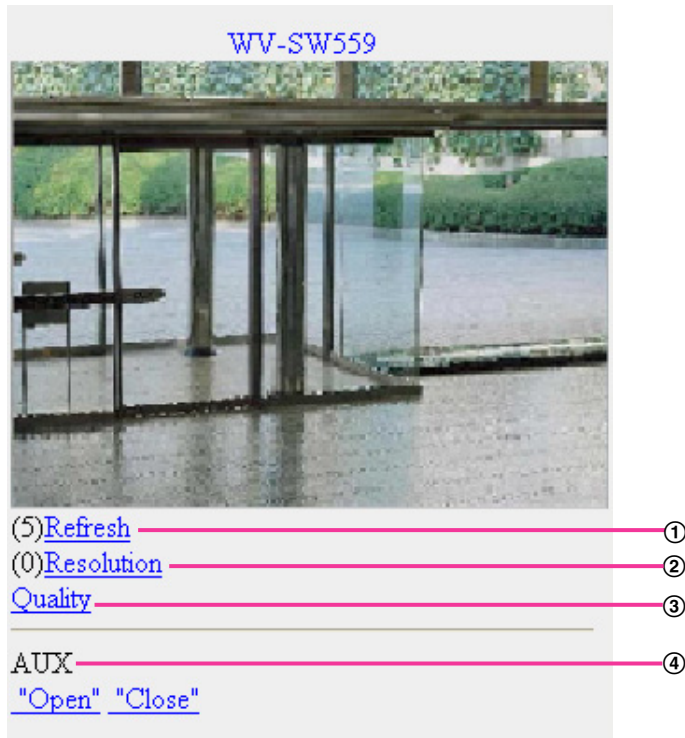 WV-SW559
(5)Refresh
①
(0)Resolution
②
Quality
③
AUX
④
"Open" "Close"